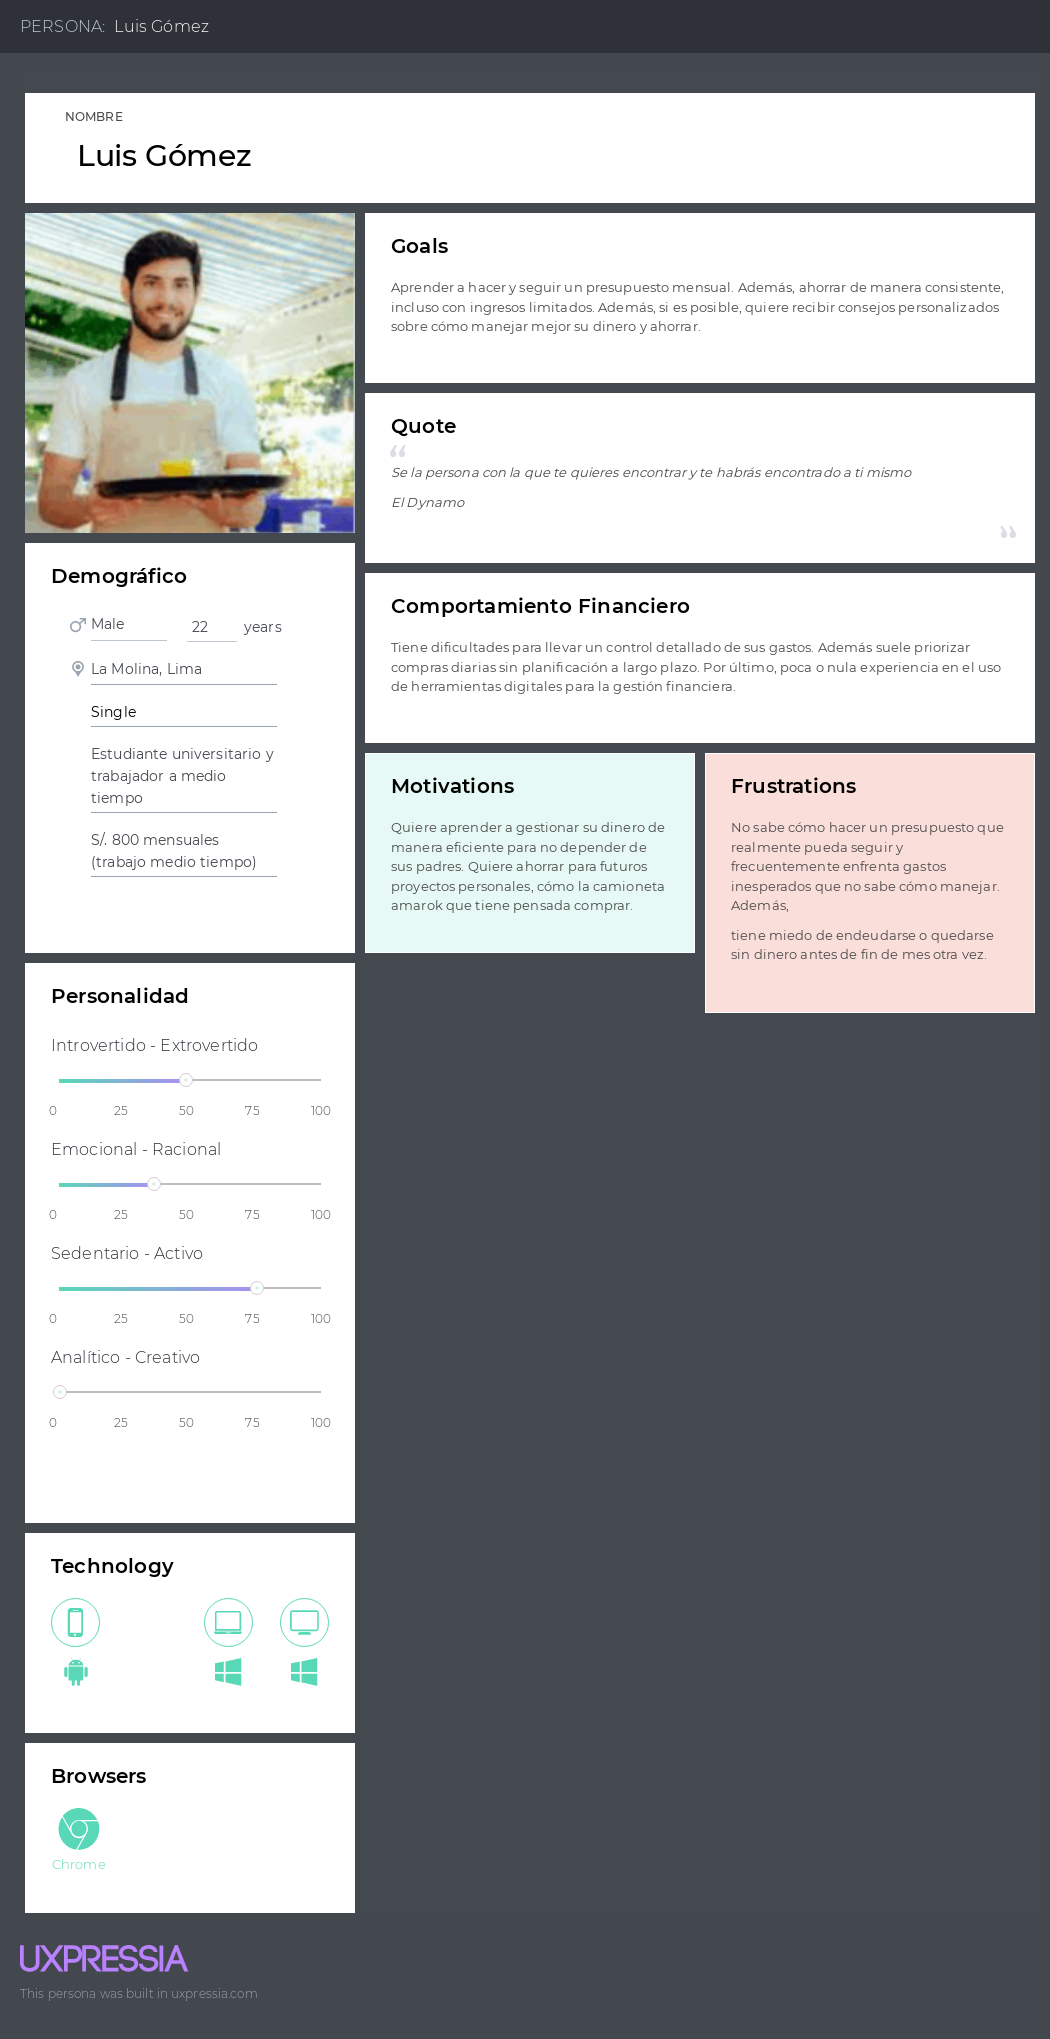 PERSONA: Luis Gómez
NOMBRE
Luis Gómez
Goals
Aprender a hacer y seguir un presupuesto mensual. Además, ahorrar de manera consistente,
incluso con ingresos limitados. Además, si es posible, quiere recibir consejos personalizados
sobre cómo manejar mejor su dinero y ahorrar.
Quote
“
Se la persona con la que te quieres encontrar y te habrás encontrado a ti mismo
El Dynamo
”
Demográfico
Male 22 years
La Molina, Lima
Single
Estudiante universitario y
trabajador a medio
tiempo
S/. 800 mensuales
(trabajo medio tiempo)
Comportamiento Financiero
Tiene dificultades para llevar un control detallado de sus gastos. Además suele priorizar
compras diarias sin planificación a largo plazo. Por último, poca o nula experiencia en el uso
de herramientas digitales para la gestión financiera.
Motivations
Quiere aprender a gestionar su dinero de
manera eficiente para no depender de
sus padres. Quiere ahorrar para futuros
proyectos personales, cómo la camioneta
amarok que tiene pensada comprar.
Frustrations
No sabe cómo hacer un presupuesto que
realmente pueda seguir y
frecuentemente enfrenta gastos
inesperados que no sabe cómo manejar.
Además,
tiene miedo de endeudarse o quedarse
sin dinero antes de fin de mes otra vez.
Personalidad
Introvertido - Extrovertido
0 25 50 75 100
Emocional - Racional
0 25 50 75 100
Sedentario - Activo
0 25 50 75 100
Analítico - Creativo
0 25 50 75 100
Technology
Browsers
Chrome
UXPRESSIA
This persona was built in uxpressia.com